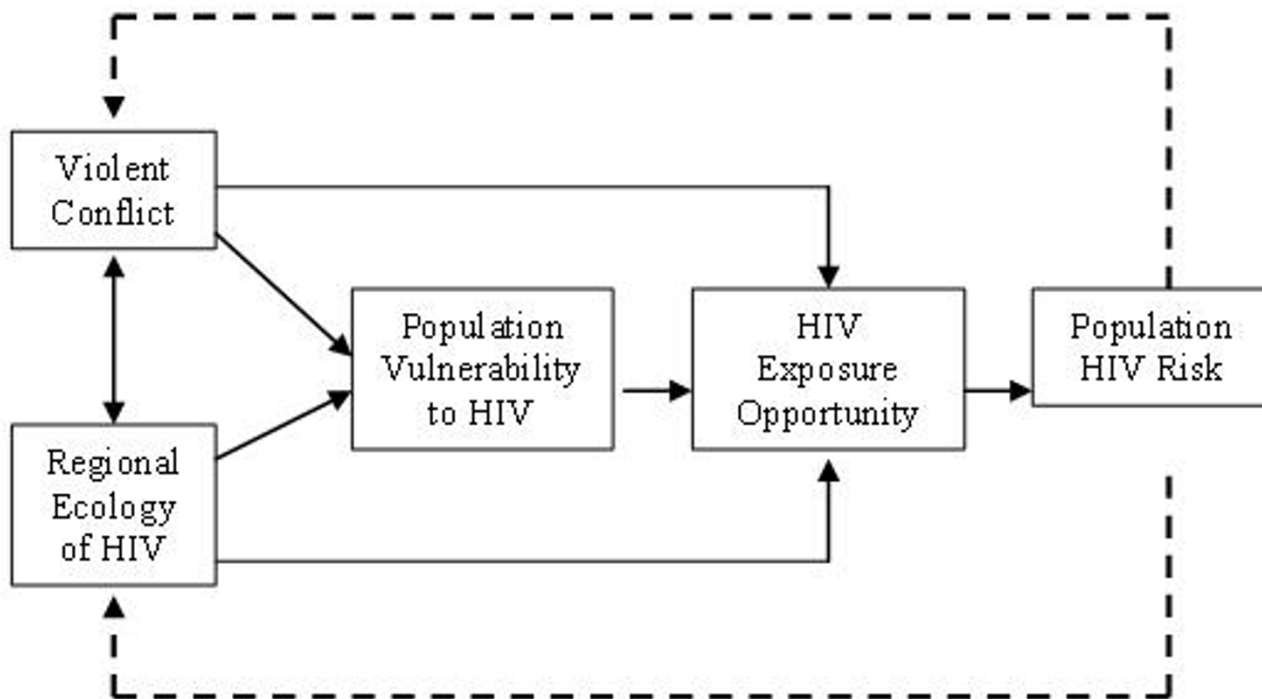 Violent
Conflict
Population
Vulnerability
to HIV
HIV
Exposure
Opportunity
Population
HIV Risk
Regional
Ecology
of HIV